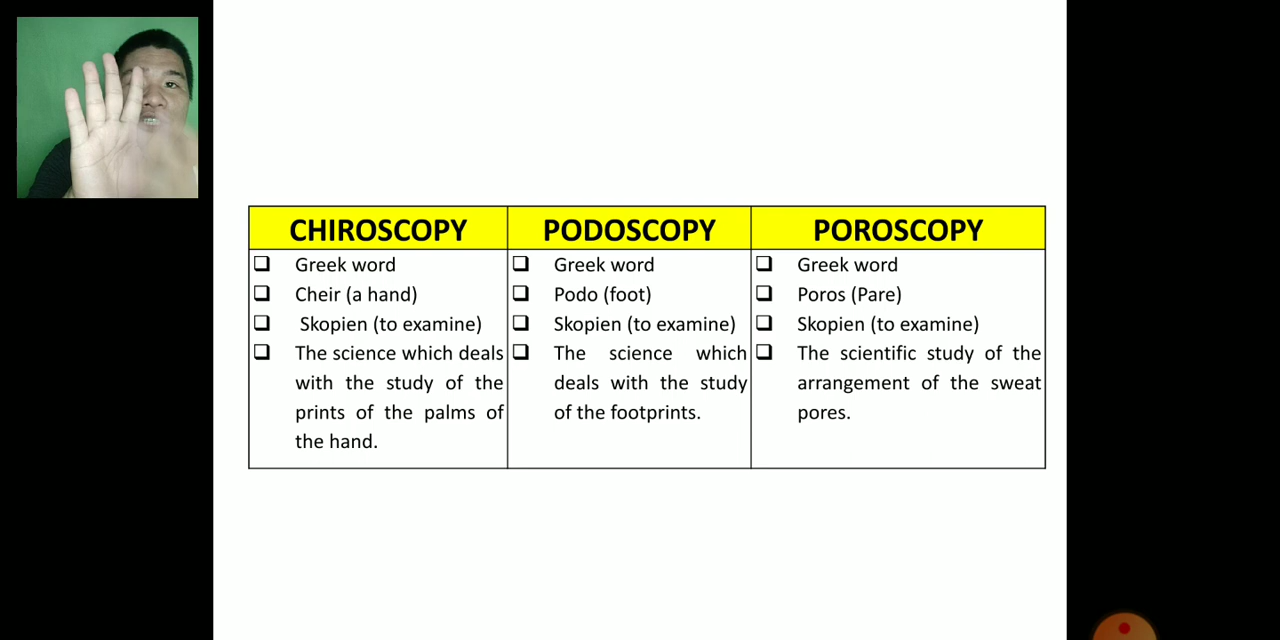 CHIROSCOPY
Greek word
Cheir (a hand)
Skopien (to examine)
The science which deals
with the study of the
prints of the palms of
the hand.
PODOSCOPY
Greek word
Podo (foot)
Skopien (to examine)
The science which
deals with the study
of the footprints.
POROSCOPY
Greek word
Poros (Pare)
Skopien (to examine)
The scientific study of the
arrangement of the sweat
pores.